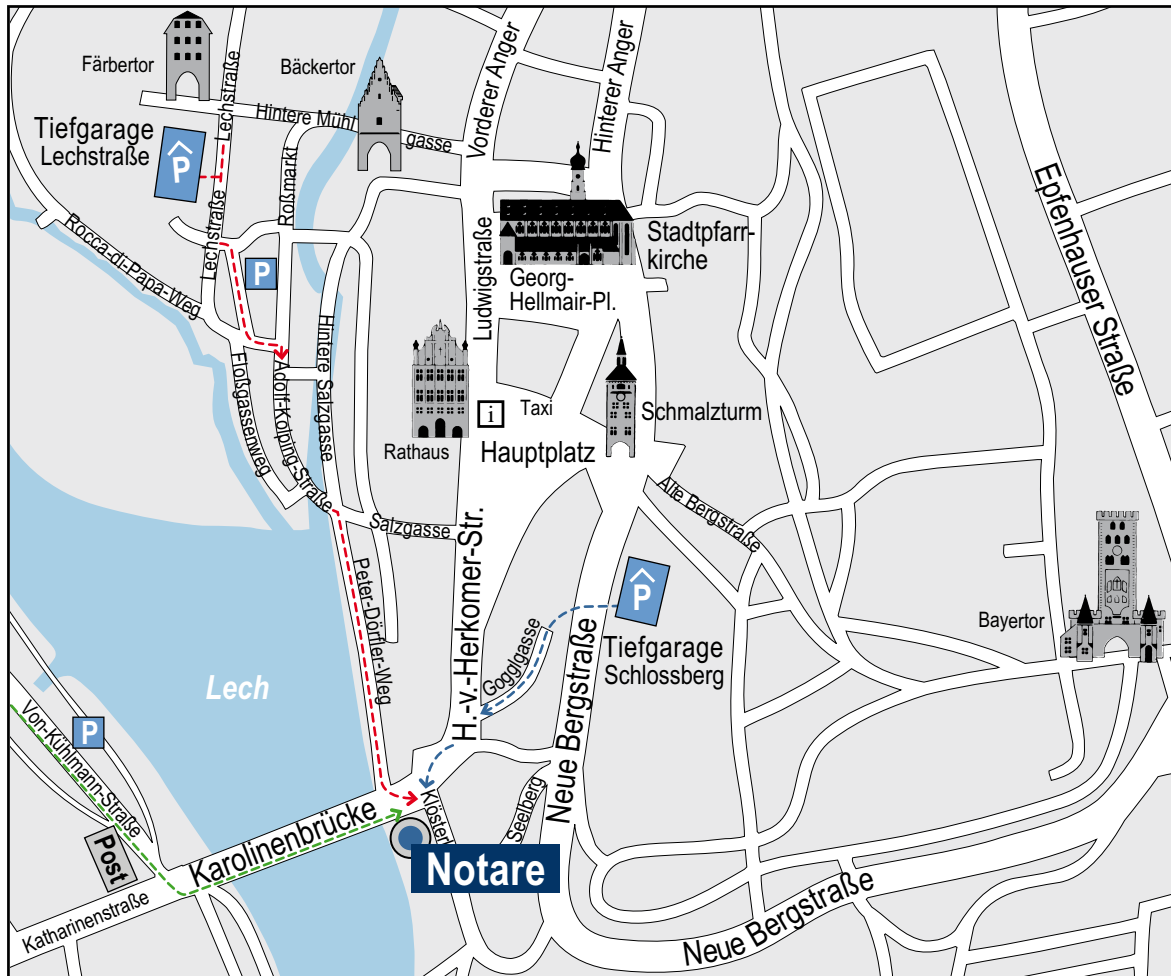 Färbertor
Bäckertor
Hintere Mühl
gasse
Tiefgarage
Lechstraße
P
Lechstraße
Lechstraße
Roßmarkt
Vorderer Anger
Hinterer Anger
Epfenhauser Straße
Rocca-di-Papa-Weg
P
Ludwigstraße
Stadtpfarr-
kirche
Georg-
Hellmair-Pl.
Hintere Salzgasse
Floßgassenweg
Adolf-Kolping-Straße
i
Taxi
Rathaus
Hauptplatz
Schmalzturm
Alte Bergstraße
Salzgasse
H.-v.-Herkomer-Str.
Peter-Dörfler-Weg
P
Tiefgarage
Schlossberg
Gogglgasse
Neue Bergstraße
Bayertor
Lech
P
Von-Kühlmann-Straße
Post
Karolinenbrücke
Katharinenstraße
Klösterl
Seelberg
Notare
Neue Bergstraße